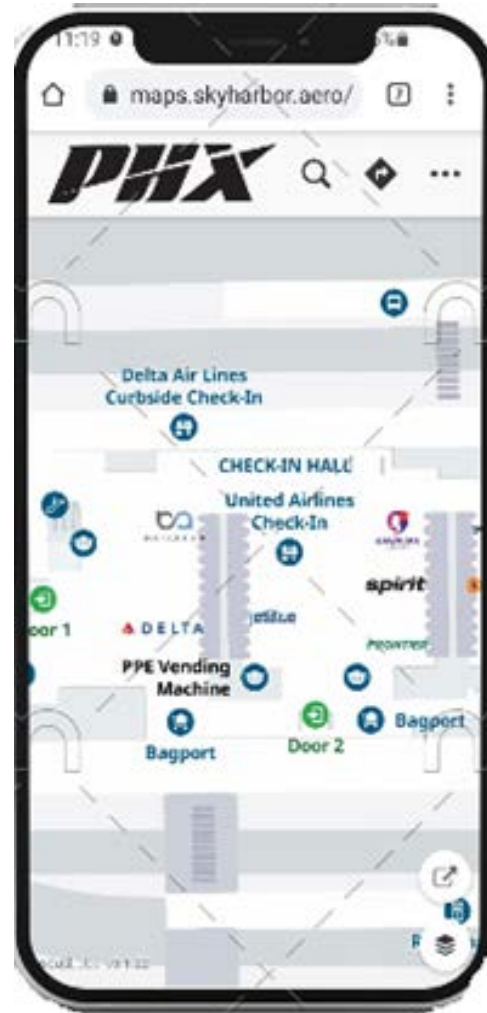 11:19
maps.skyharbor.aero/
7
PHX
Delta Air Lines
Curbside Check-In
CHECK-IN HALL
United Airlines
Check-In
spirit
oor 1
DELTA
jetBlue
FRONTIER
PPE Vending
Machine
Bagport
Door 2
Bagport